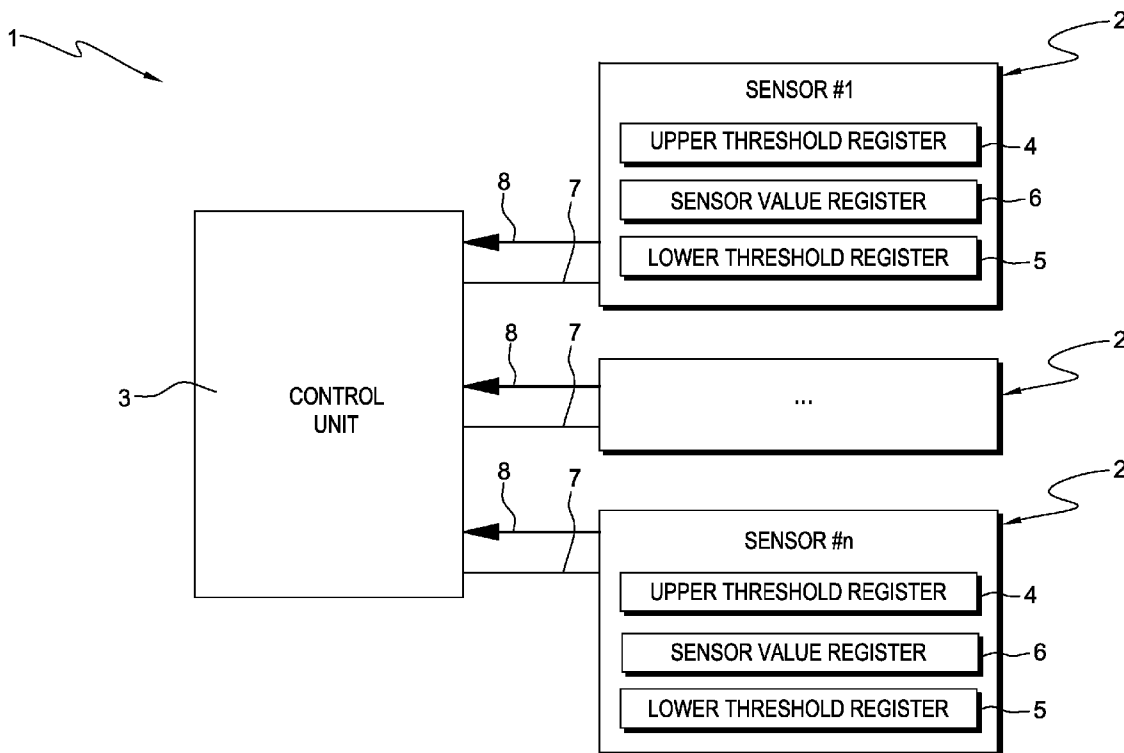 1
2
SENSOR #1
UPPER THRESHOLD REGISTER
4
SENSOR VALUE REGISTER
6
LOWER THRESHOLD REGISTER
5
8
7
2
...
8
7
3
CONTROL
UNIT
2
SENSOR #n
8
7
UPPER THRESHOLD REGISTER
4
SENSOR VALUE REGISTER
6
LOWER THRESHOLD REGISTER
5